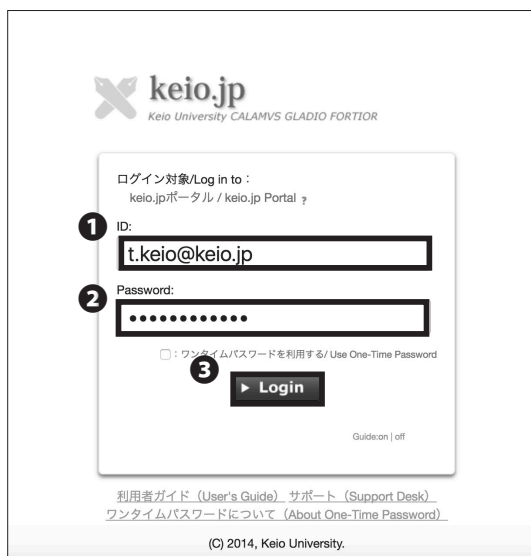 keio.jp
Keio University CALAMVS GLADIO FORTIOR
ログイン対象/Log in to：
keio.jpポータル / keio.jp Portal ?
❶ ID:
t.keio@keio.jp
❷ Password:
●●●●●●●●●●●●
：ワンタイムパスワードを利用する/ Use One-Time Password
❸ ▶ Login
Guide:on | off
利用者ガイド（User's Guide） サポート（Support Desk）
ワンタイムパスワードについて（About One-Time Password）
(C) 2014, Keio University.